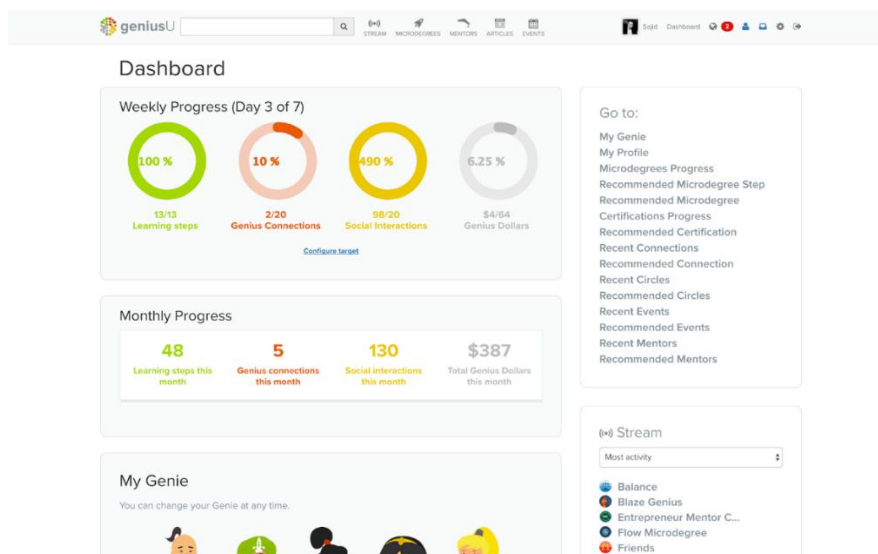 geniusU
STREAM MICRODEGREES MENTORS ARTICLES EVENTS
Dashboard
2
Dashboard
Weekly Progress (Day 3 of 7)
100 %
10 %
490 %
6.25 %
13/13
Learning steps
2/20
Genius Connections
98/20
Social Interactions
$4/64
Genius Dollars
Configure target
Monthly Progress
48
Learning steps this
month
5
Genius connections
this month
130
Social interactions
this month
$387
Total Genius Dollars
this month
My Genie
You can change your Genie at any time.
Go to:
My Genie
My Profile
Microdegrees Progress
Recommended Microdegree Step
Recommended Microdegree
Certifications Progress
Recommended Certification
Recent Connections
Recommended Connection
Recent Circles
Recommended Circles
Recent Events
Recommended Events
Recent Mentors
Recommended Mentors
Stream
Most activity
Balance
Blaze Genius
Entrepreneur Mentor C...
Flow Microdegree
Friends